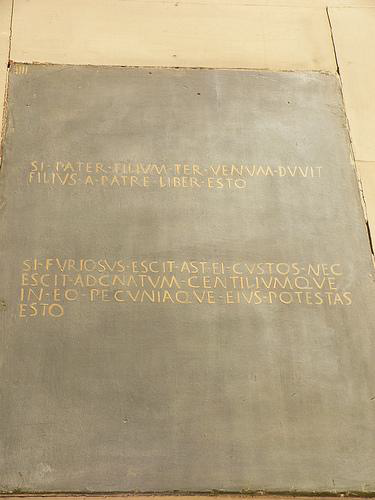 III
SI·PATER·FILIVM·TER·VENVM·DVVIT
FILIVS·A·PATRE·LIBER·ESTO
SI·FVRIOSVS·ESCIT·AST·EI·CVSTOS·NEC
ESCIT·ADGNATVM·GENTILIVMQVE
IN·EO·PECVNIAQVE·EIVS·POTESTAS
ESTO